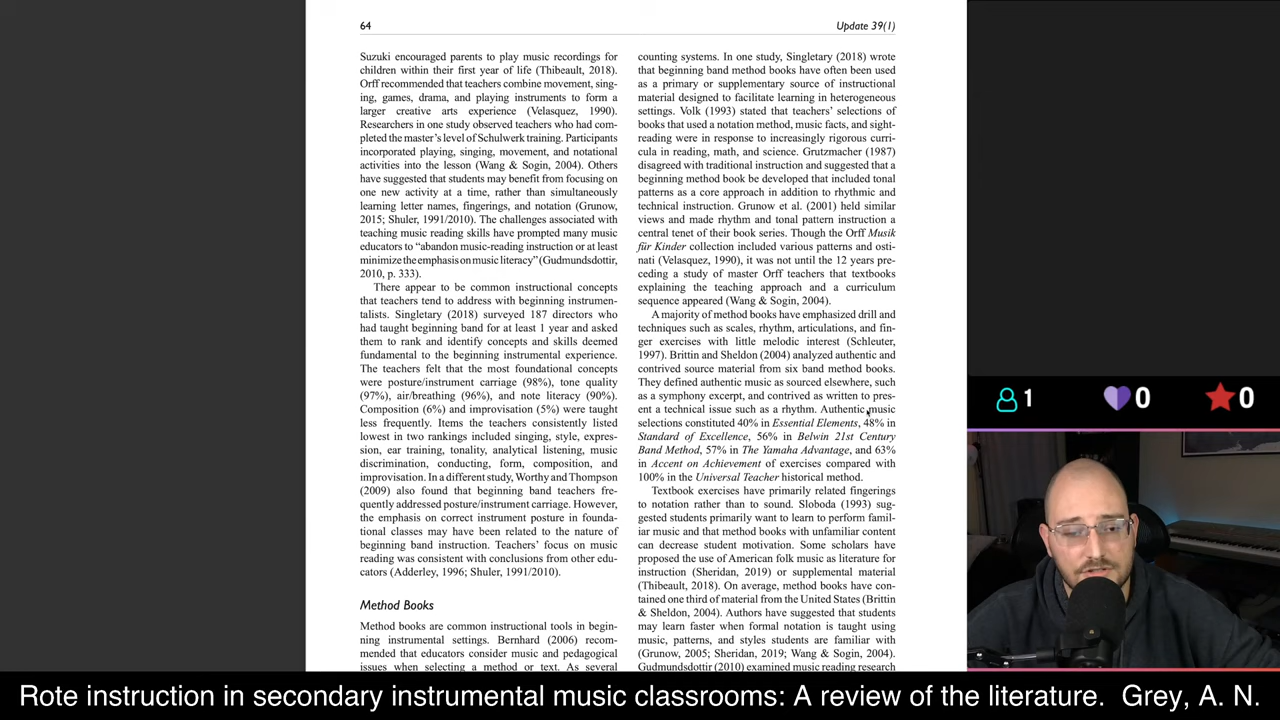 64
Update 39(1)
Suzuki encouraged parents to play music recordings for
children within their first year of life (Thibeault, 2018).
Orff recommended that teachers combine movement, sing-
ing, games, drama, and playing instruments to form a
larger creative arts experience (Velasquez, 1990).
Researchers in one study observed teachers who had com-
pleted the master's level of Schulwerk training. Participants
incorporated playing, singing, movement, and notational
activities into the lesson (Wang & Sogin, 2004). Others
have suggested that students may benefit from focusing on
one new activity at a time, rather than simultaneously
learning letter names, fingerings, and notation (Grunow,
2015; Shuler, 1991/2010). The challenges associated with
teaching music reading skills have prompted many music
educators to “abandon music-reading instruction or at least
minimize the emphasis on music literacy” (Gudmundsdottir,
2010, p. 333).
There appear to be common instructional concepts
that teachers tend to address with beginning instrumen-
talists. Singletary (2018) surveyed 187 directors who
had taught beginning band for at least 1 year and asked
them to rank and identify concepts and skills deemed
fundamental to the beginning instrumental experience.
The teachers felt that the most foundational concepts
were posture/instrument carriage (98%), tone quality
(97%), air/breathing (96%), and note literacy (90%).
Composition (6%) and improvisation (5%) were taught
less frequently. Items the teachers consistently listed
lowest in two rankings included singing, style, expres-
sion, ear training, tonality, analytical listening, music
discrimination, conducting, form, composition, and
improvisation. In a different study, Worthy and Thompson
(2009) also found that beginning band teachers fre-
quently addressed posture/instrument carriage. However,
the emphasis on correct instrument posture in founda-
tional classes may have been related to the nature of
beginning band instruction. Teachers' focus on music
reading was consistent with conclusions from other edu-
cators (Adderley, 1996; Shuler, 1991/2010).
Method Books
Method books are common instructional tools in begin-
ning instrumental settings. Bernhard (2006) recom-
mended that educators consider music and pedagogical
issues when selecting a method or text. As several
counting systems. In one study, Singletary (2018) wrote
that beginning band method books have often been used
as a primary or supplementary source of instructional
material designed to facilitate learning in heterogeneous
settings. Volk (1993) stated that teachers' selections of
books that used a notation method, music facts, and sight-
reading were in response to increasingly rigorous curri-
cula in reading, math, and science. Grutzmacher (1987)
disagreed with traditional instruction and suggested that a
beginning method book be developed that included tonal
patterns as a core approach in addition to rhythmic and
technical instruction. Grunow et al. (2001) held similar
views and made rhythm and tonal pattern instruction a
central tenet of their book series. Though the Orff Musik
für Kinder collection included various patterns and osti-
nati (Velasquez, 1990), it was not until the 12 years pre-
ceding a study of master Orff teachers that textbooks
explaining the teaching approach and a curriculum
sequence appeared (Wang & Sogin, 2004).
A majority of method books have emphasized drill and
techniques such as scales, rhythm, articulations, and fin-
ger exercises with little melodic interest (Schleuter,
1997). Brittin and Sheldon (2004) analyzed authentic and
contrived source material from six band method books.
They defined authentic music as sourced elsewhere, such
as a symphony excerpt, and contrived as written to pres-
ent a technical issue such as a rhythm. Authentic music
selections constituted 40% in Essential Elements, 48% in
Standard of Excellence, 56% in Belwin 21st Century
Band Method, 57% in The Yamaha Advantage, and 63%
in Accent on Achievement of exercises compared with
100% in the Universal Teacher historical method.
Textbook exercises have primarily related fingerings
to notation rather than to sound. Sloboda (1993) sug-
gested students primarily want to learn to perform famil-
iar music and that method books with unfamiliar content
can decrease student motivation. Some scholars have
proposed the use of American folk music as literature for
instruction (Sheridan, 2019) or supplemental material
(Thibeault, 2018). On average, method books have con-
tained one third of material from the United States (Brittin
& Sheldon, 2004). Authors have suggested that students
may learn faster when formal notation is taught using
music, patterns, and styles students are familiar with
(Grunow, 2005; Sheridan, 2019; Wang & Sogin, 2004).
Gudmundsdottir (2010) examined music reading research
1
0
0
Rote instruction in secondary instrumental music classrooms: A review of the literature. Grey, A. N.